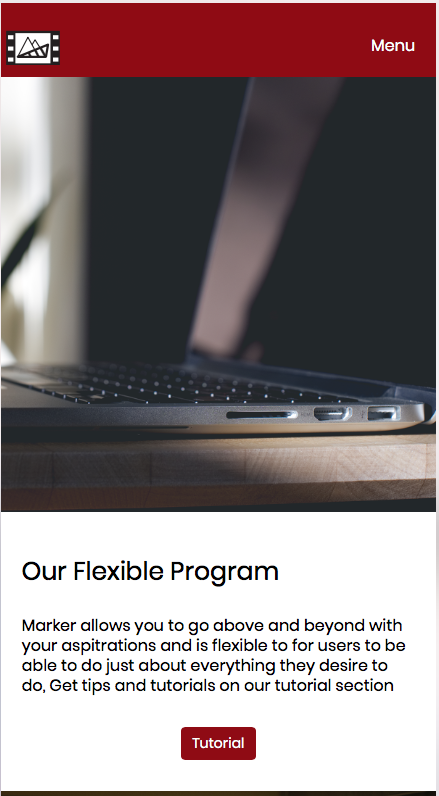 Menu
Our Flexible Program
Marker allows you to go above and beyond with
your aspitrations and is flexible to for users to be
able to do just about everything they desire to
do, Get tips and tutorials on our tutorial section
Tutorial